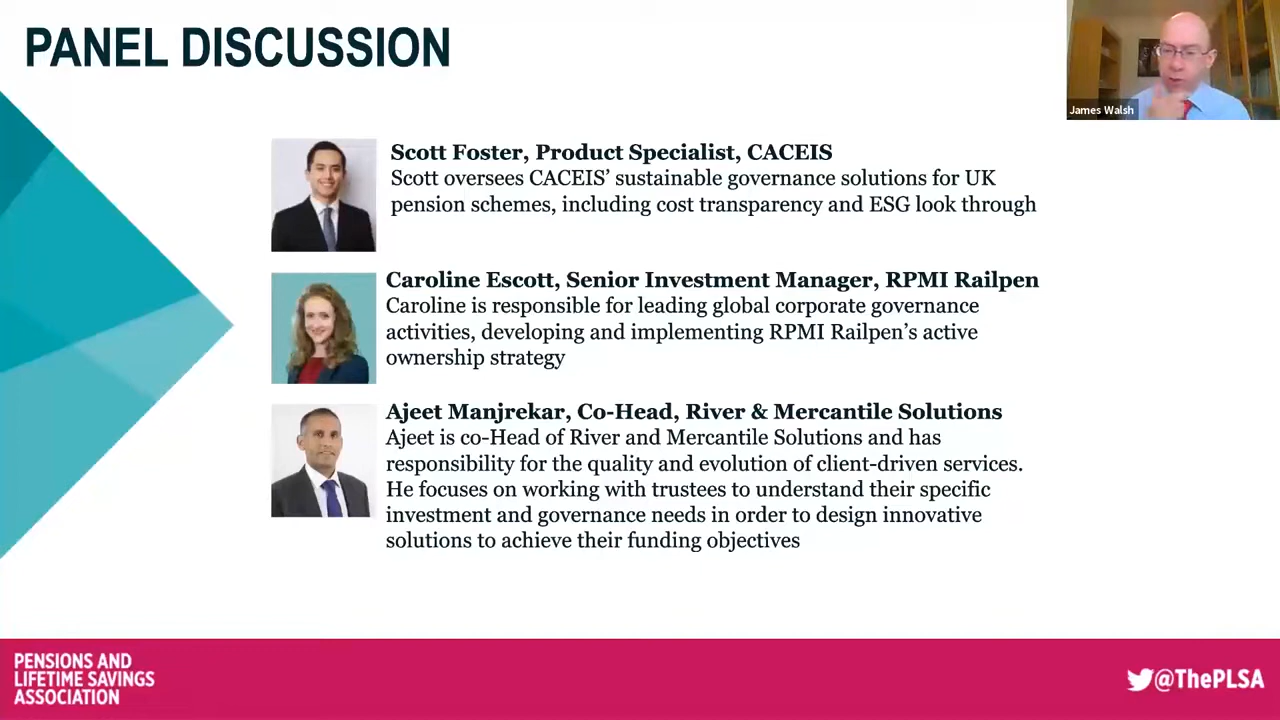 PANEL DISCUSSION
James Walsh
Scott Foster, Product Specialist, CACEIS
Scott oversees CACEIS’ sustainable governance solutions for UK
pension schemes, including cost transparency and ESG look through
Caroline Escott, Senior Investment Manager, RPMI Railpen
Caroline is responsible for leading global corporate governance
activities, developing and implementing RPMI Railpen’s active
ownership strategy
Ajeet Manjrekar, Co-Head, River & Mercantile Solutions
Ajeet is co-Head of River and Mercantile Solutions and has
responsibility for the quality and evolution of client-driven services.
He focuses on working with trustees to understand their specific
investment and governance needs in order to design innovative
solutions to achieve their funding objectives
PENSIONS AND
LIFETIME SAVINGS
ASSOCIATION
@ThePLSA